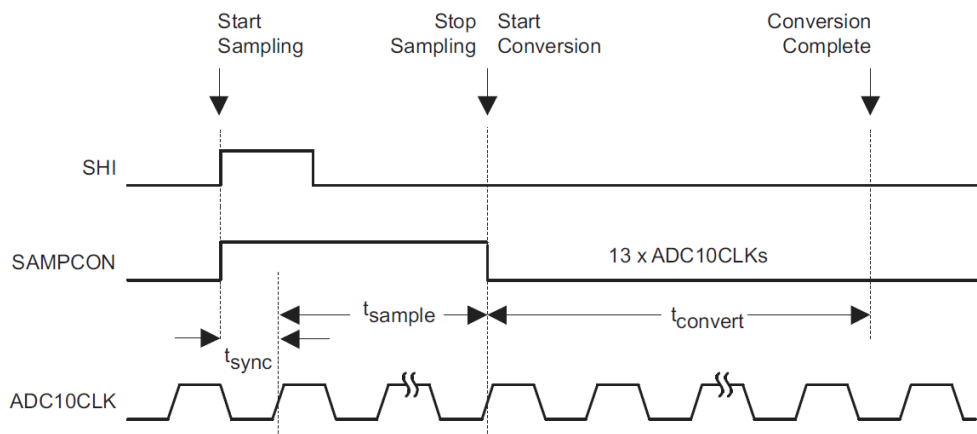 Start
Sampling
Stop
Sampling
Start
Conversion
Conversion
Complete
SHI
SAMPCON
13 x ADC10CLKs
tsample
tconvert
tsync
ADC10CLK